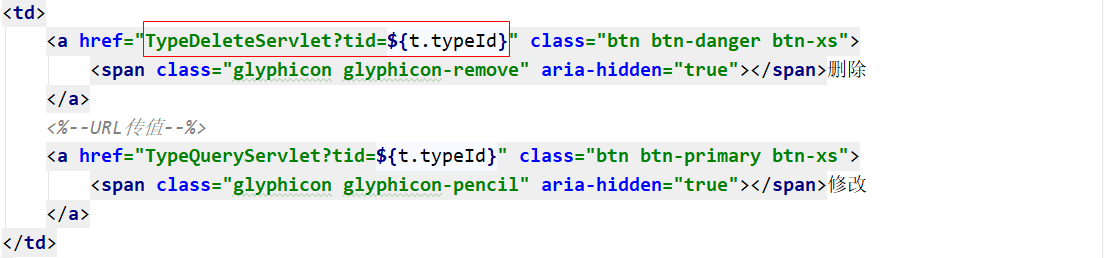 <td>
<a href="TypeDeleteServlet?tid=${t.typeId}" class="btn btn-danger btn-xs">
<span class="glyphicon glyphicon-remove" aria-hidden="true"></span>删除
</a>
<%--URL传值--%>
<a href="TypeQueryServlet?tid=${t.typeId}" class="btn btn-primary btn-xs">
<span class="glyphicon glyphicon-pencil" aria-hidden="true"></span>修改
</a>
</td>